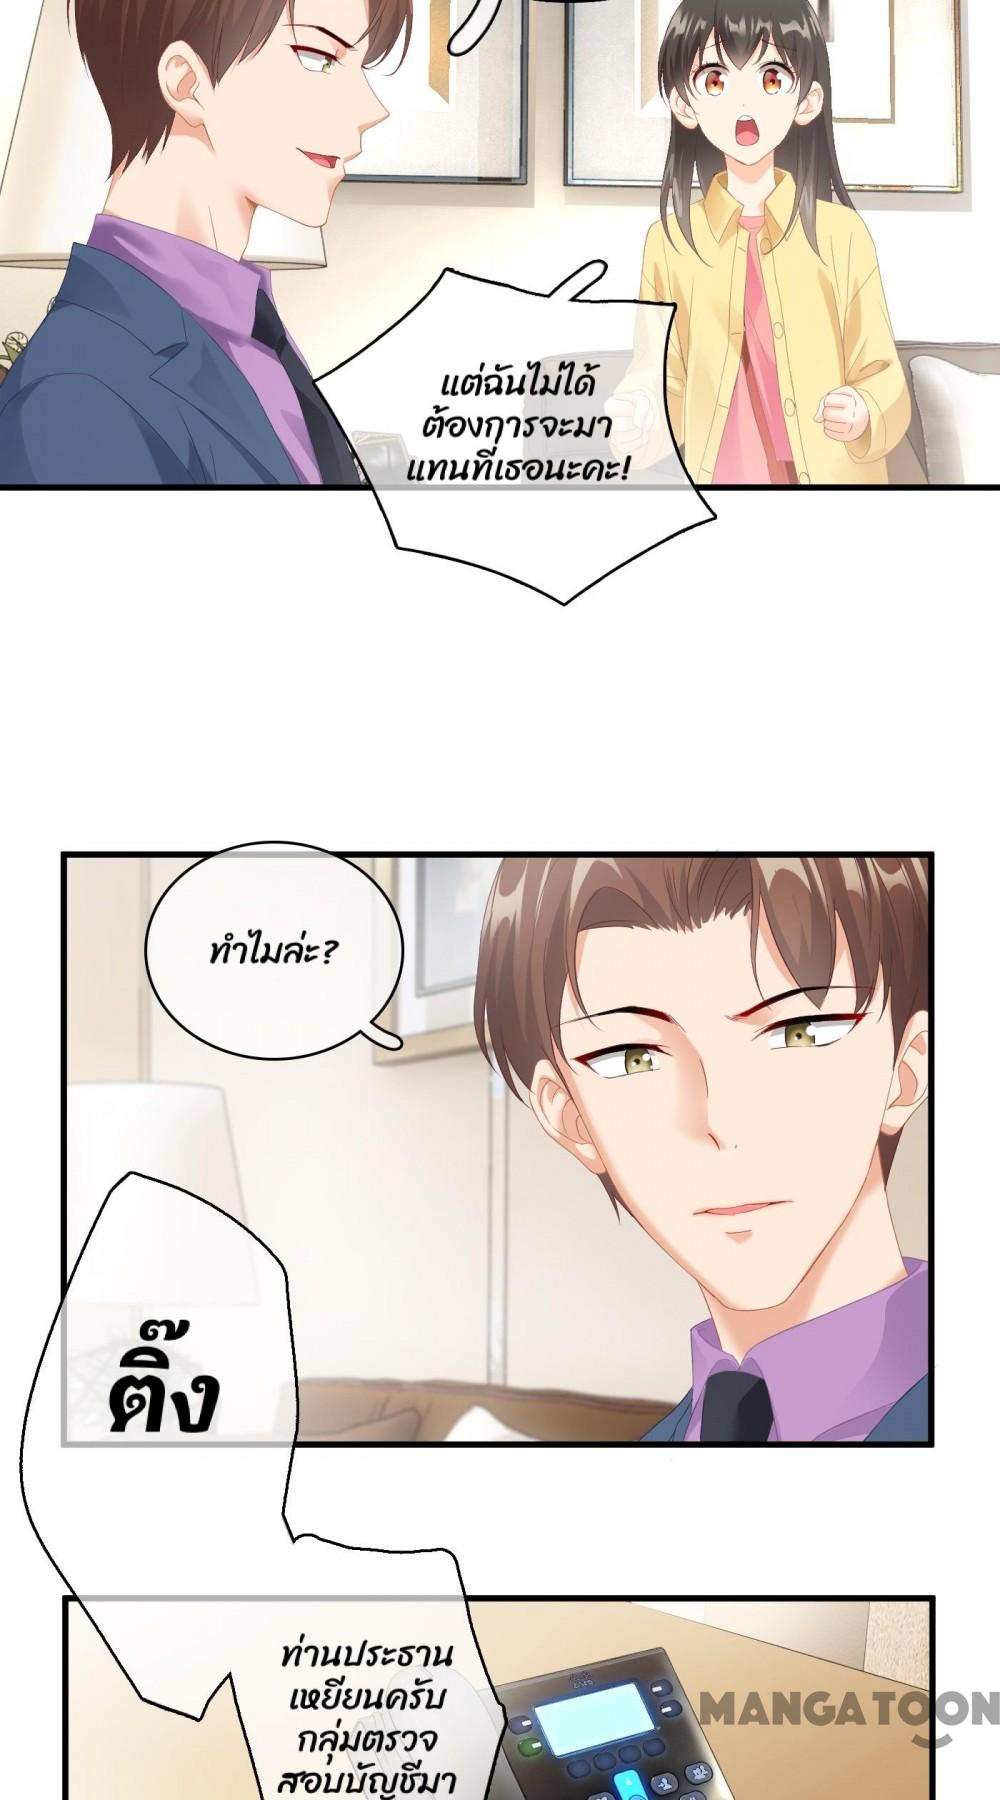 แต่ฉันไม่ได้
ต้องการจะมา
แทนที่เธอนะคะ!
ทำไมล่ะ?
ติ๊ง
ท่านประธาน
เหยียนครับ
กลุ่มตรวจ
สอบบัญชีมา
MANGATOON